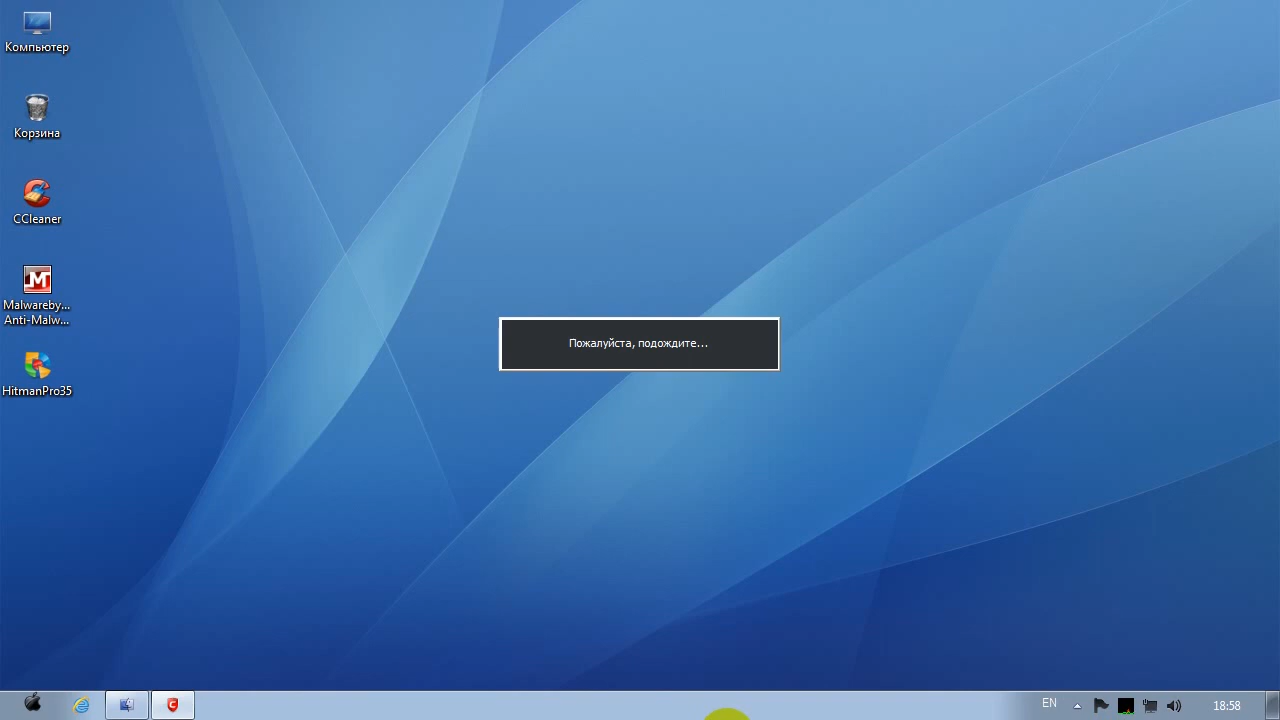 Компьютер
Корзина
CCleaner
Malwareby...
Anti-Malw...
HitmanPro35
Пожалуйста, подождите...
EN
18:58